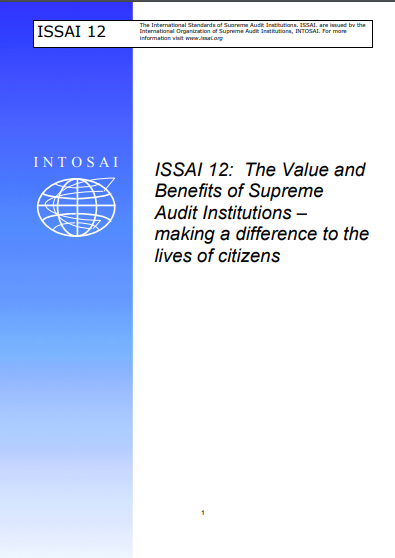 ISSAI 12
The International Standards of Supreme Audit Institutions, ISSAI, are issued by the
International Organization of Supreme Audit Institutions, INTOSAI. For more
information visit www.issai.org
INTOSAI
ISSAI 12: The Value and
Benefits of Supreme
Audit Institutions –
making a difference to the
lives of citizens
1